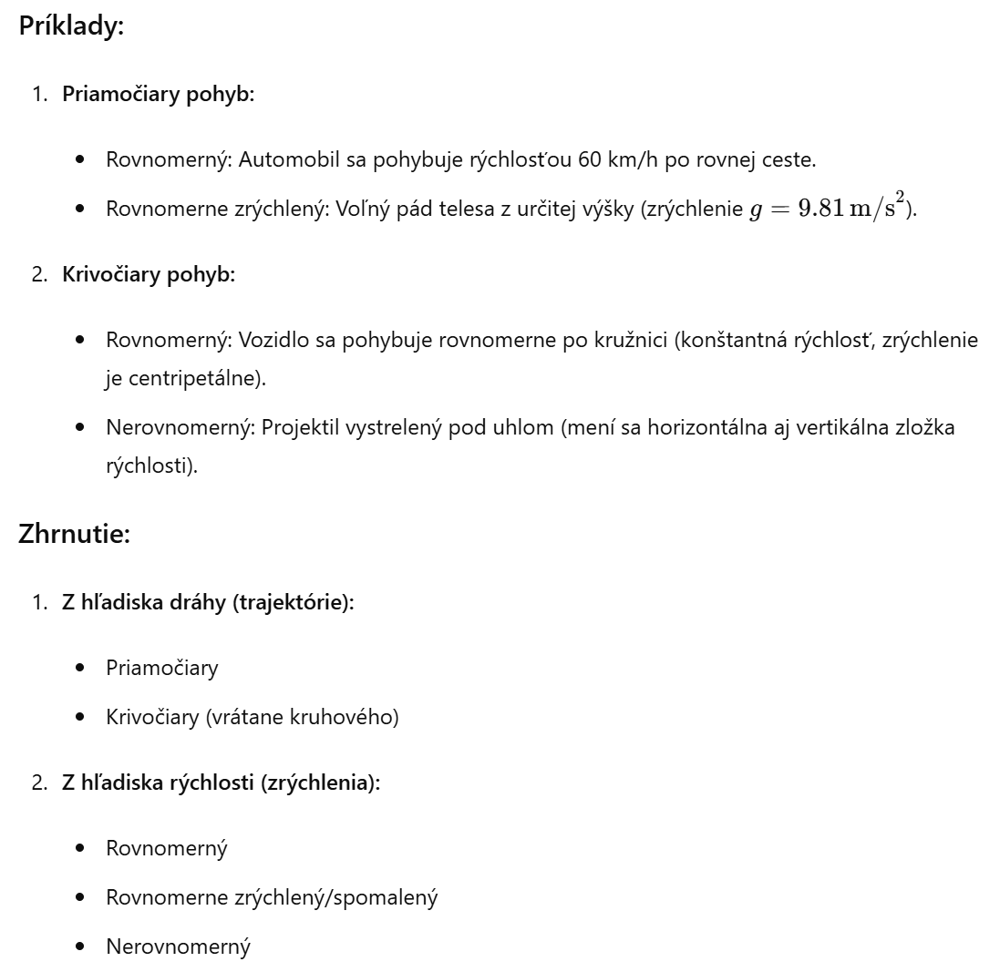 Príklady:
1. Priamočiary pohyb:
• Rovnomerný: Automobil sa pohybuje rýchlosťou 60 km/h po rovnej ceste.
• Rovnomerne zrýchlený: Voľný pád telesa z určitej výšky (zrýchlenie g = 9.81 m/s²).
2. Krivočiary pohyb:
• Rovnomerný: Vozidlo sa pohybuje rovnomerne po kružnici (konštantná rýchlosť, zrýchlenie
je centripetálne).
• Nerovnomerný: Projektil vystrelený pod uhlom (mení sa horizontálna aj vertikálna zložka
rýchlosti).
Zhrnutie:
1. Z hľadiska dráhy (trajektórie):
• Priamočiary
• Krivočiary (vrátane kruhového)
2. Z hľadiska rýchlosti (zrýchlenia):
• Rovnomerný
• Rovnomerne zrýchlený/spomalený
• Nerovnomerný